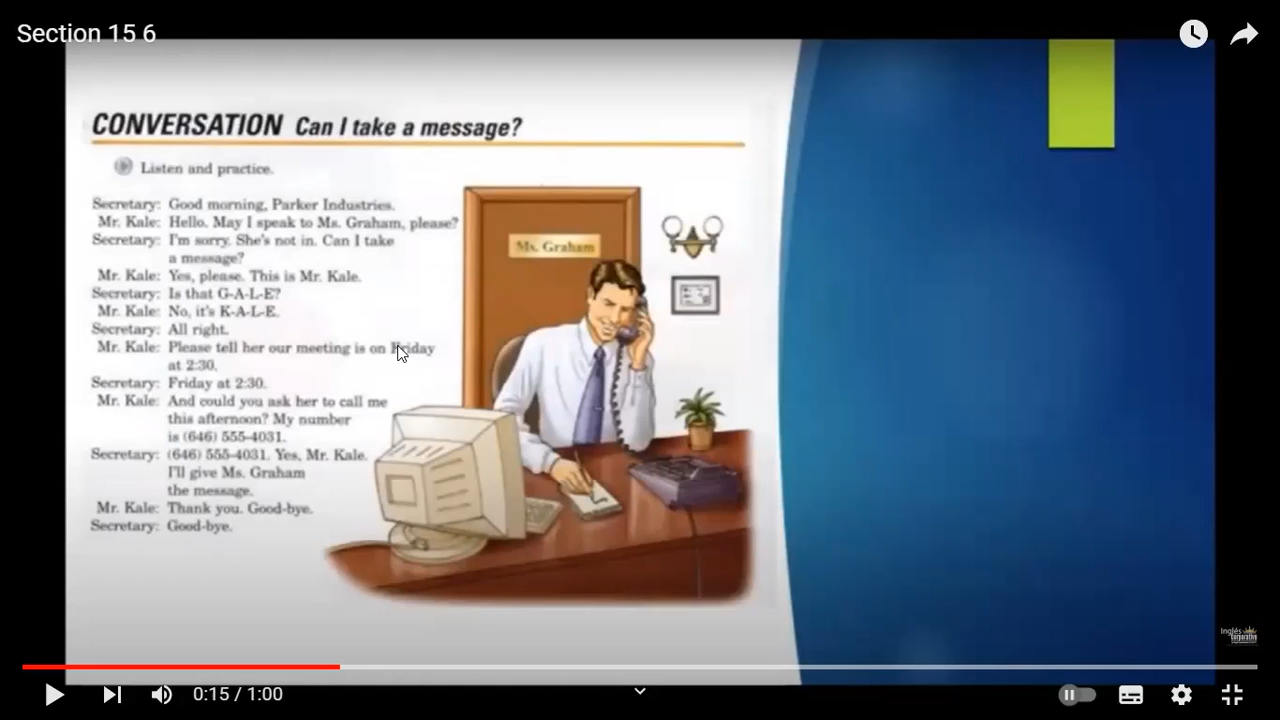 Section 15 6
CONVERSATION Can I take a message?
Listen and practice.
Secretary: Good morning, Parker Industries.
Mr. Kale: Hello. May I speak to Ms. Graham, please?
Secretary: I'm sorry. She's not in. Can I take
a message?
Mr. Kale: Yes, please. This is Mr. Kale.
Secretary: Is that G-A-L-E?
Mr. Kale: No, it's K-A-L-E.
Secretary: All right.
Mr. Kale: Please tell her our meeting is on Friday
at 2:30.
Secretary: Friday at 2:30.
Mr. Kale: And could you ask her to call me
this afternoon? My number
is (646) 555-4031.
Secretary: (646) 555-4031. Yes, Mr. Kale.
I'll give Ms. Graham
the message.
Mr. Kale: Thank you. Good-bye.
Secretary: Good-bye.
Ms. Graham
Inglés
Corporativo
0:15 / 1:00